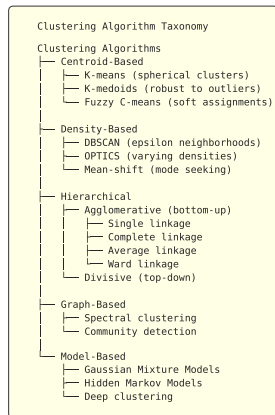 Clustering Algorithm Taxonomy
Clustering Algorithms
├── Centroid-Based
│   ├── K-means (spherical clusters)
│   ├── K-medoids (robust to outliers)
│   └── Fuzzy C-means (soft assignments)
│
├── Density-Based
│   ├── DBSCAN (epsilon neighborhoods)
│   ├── OPTICS (varying densities)
│   └── Mean-shift (mode seeking)
│
├── Hierarchical
│   ├── Agglomerative (bottom-up)
│   │   ├── Single linkage
│   │   ├── Complete linkage
│   │   ├── Average linkage
│   │   └── Ward linkage
│   └── Divisive (top-down)
│
├── Graph-Based
│   ├── Spectral clustering
│   └── Community detection
│
└── Model-Based
    ├── Gaussian Mixture Models
    ├── Hidden Markov Models
    └── Deep clustering